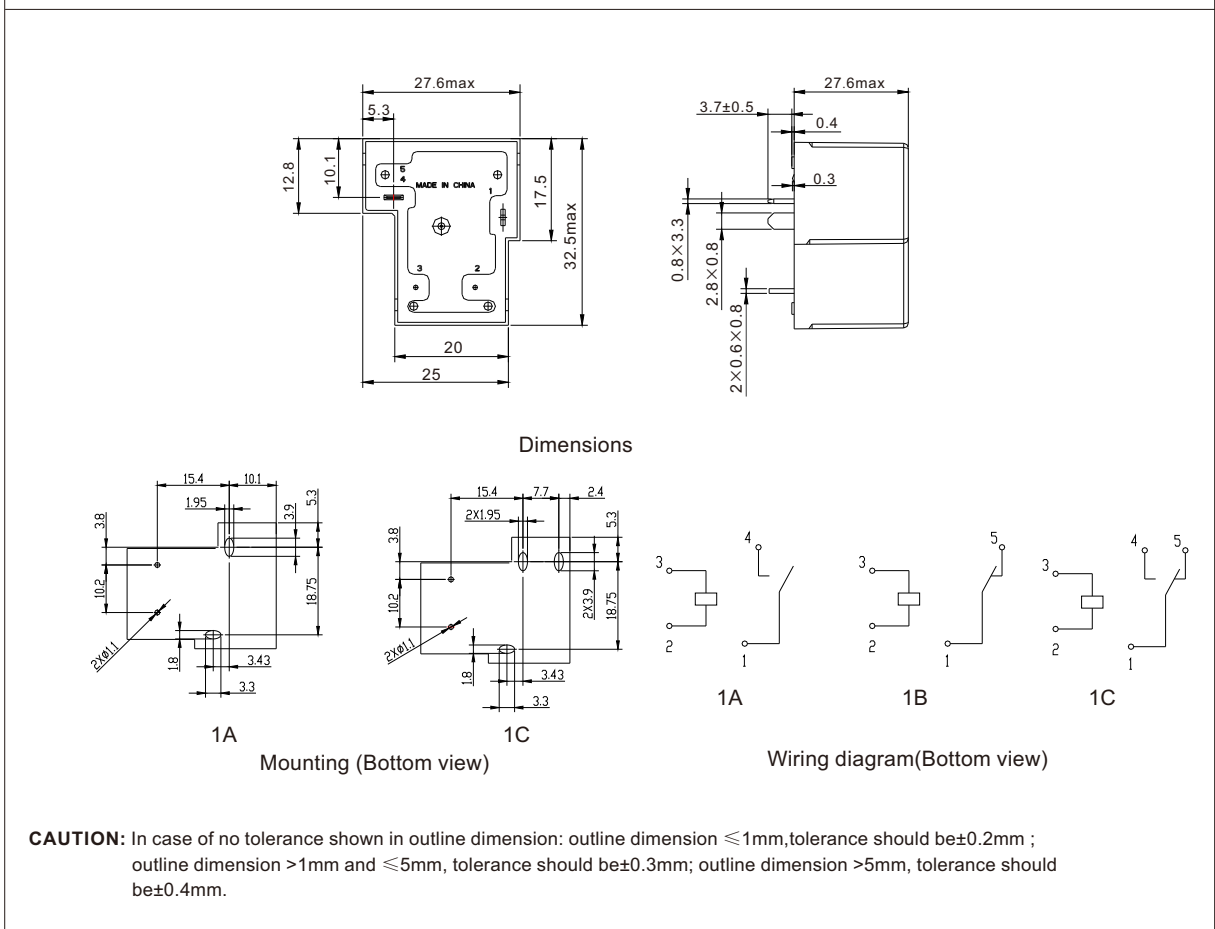 27.6max
5.3
12.8
10.1
5
4
MADE IN CHINA
1
3
2
17.5
32.5max
20
25
27.6max
3.7±0.5
0.4
0.3
0.8×3.3
2.8×0.8
2×0.6×0.8
Dimensions
15.4
10.1
1.95
3.9
5.3
3.8
10.2
18.75
2XØ1.1
1.8
3.43
3.3
1A
15.4
7.7
2.4
2X1.95
5.3
3.8
10.2
2X3.9
18.75
2XØ1.1
1.8
3.43
3.3
1C
Mounting (Bottom view)
4
3
2
1
1A
5
3
2
1
1B
4
5
3
2
1
1C
Wiring diagram(Bottom view)
CAUTION: In case of no tolerance shown in outline dimension: outline dimension ≤1mm,tolerance should be±0.2mm ;
outline dimension >1mm and ≤5mm, tolerance should be±0.3mm; outline dimension >5mm, tolerance should
be±0.4mm.